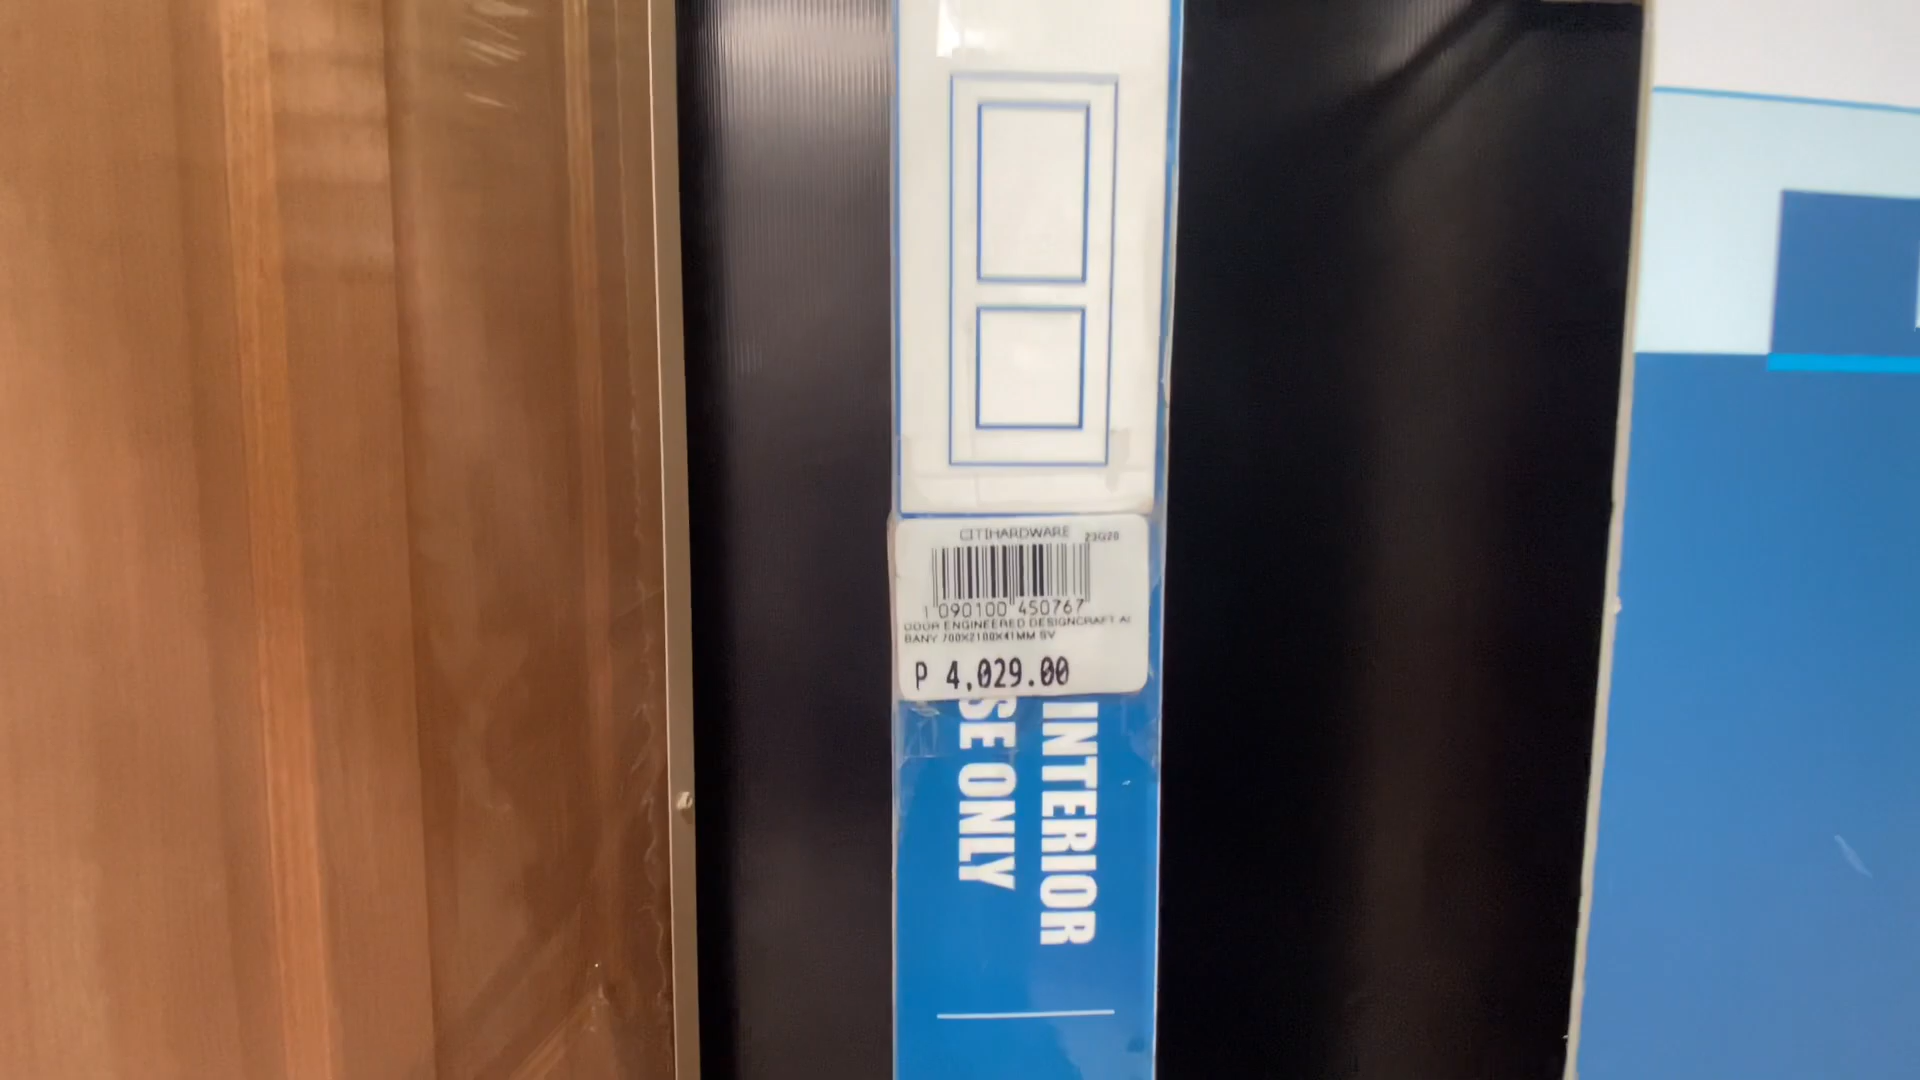 CITIHARDWARE 23G20
1 090100 450767
DOOR ENGINEERED DESIGNCRAFT Al
BANY 700X2100X41MM SV
P 4,029.00
INTERIOR
SE ONLY